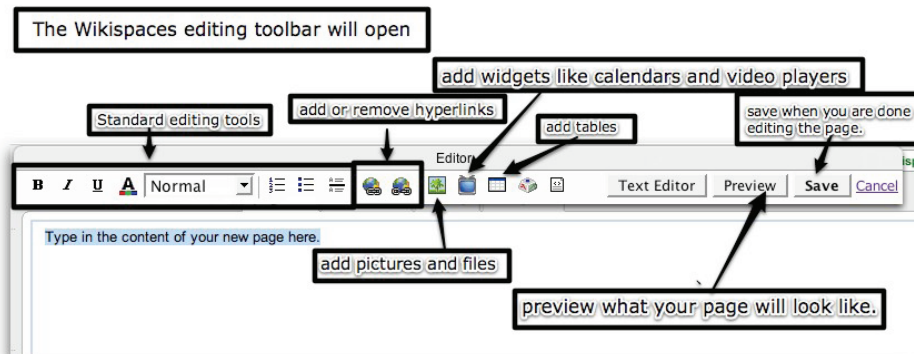 The Wikispaces editing toolbar will open
add widgets like calendars and video players
Standard editing tools
add or remove hyperlinks
add tables
save when you are done
editing the page.
Editor
B I U A Normal Text Editor Preview Save Cancel
Type in the content of your new page here.
add pictures and files
preview what your page will look like.